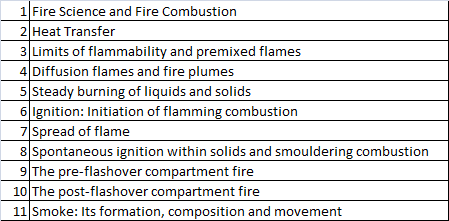 1 Fire Science and Fire Combustion
2 Heat Transfer
3 Limits of flammability and premixed flames
4 Diffusion flames and fire plumes
5 Steady burning of liquids and solids
6 Ignition: Initiation of flamming combustion
7 Spread of flame
8 Spontaneous ignition within solids and smouldering combustion
9 The pre-flashover compartment fire
10 The post-flashover compartment fire
11 Smoke: Its formation, composition and movement